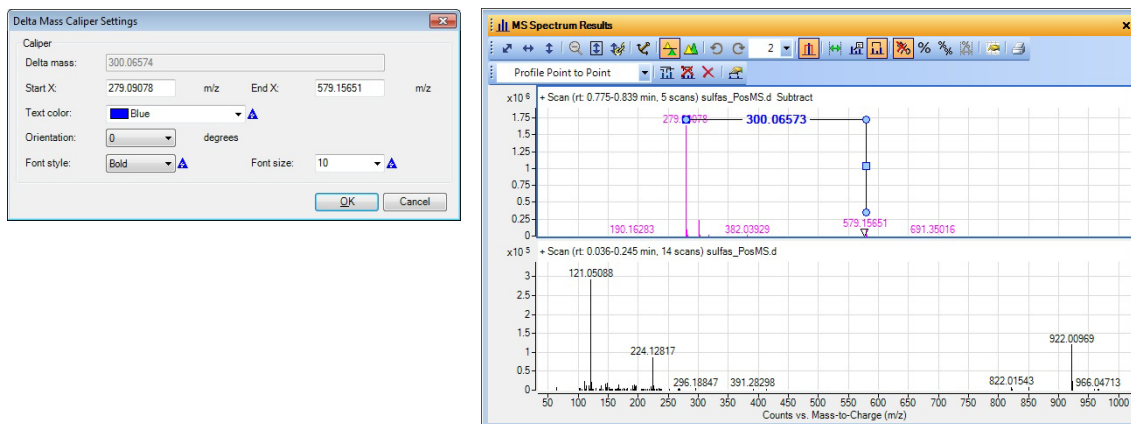 Delta Mass Caliper Settings
Caliper
Delta mass: 300.06574
Start X: 279.09078 m/z End X: 579.15651 m/z
Text color: Blue A
Orientation: 0 degrees
Font style: Bold A Font size: 10 A
OK Cancel
MS Spectrum Results
2 % %
Profile Point to Point
x10 6 + Scan (rt: 0.775-0.839 min, 5 scans) sulfas_PosMS.d Subtract
1.75 279.09078 300.06573
1.5
1.25
1
0.75
0.5
0.25 190.16283 382.03929 579.15651 691.35016
0
x10 5 + Scan (rt: 0.036-0.245 min, 14 scans) sulfas_PosMS.d
3 121.05088
2.5
2
1.5 922.00969
1 224.12817
0.5 296.18847 391.28298 822.01543 966.04713
0
50 100 150 200 250 300 350 400 450 500 550 600 650 700 750 800 850 900 950 1000
Counts vs. Mass-to-Charge (m/z)